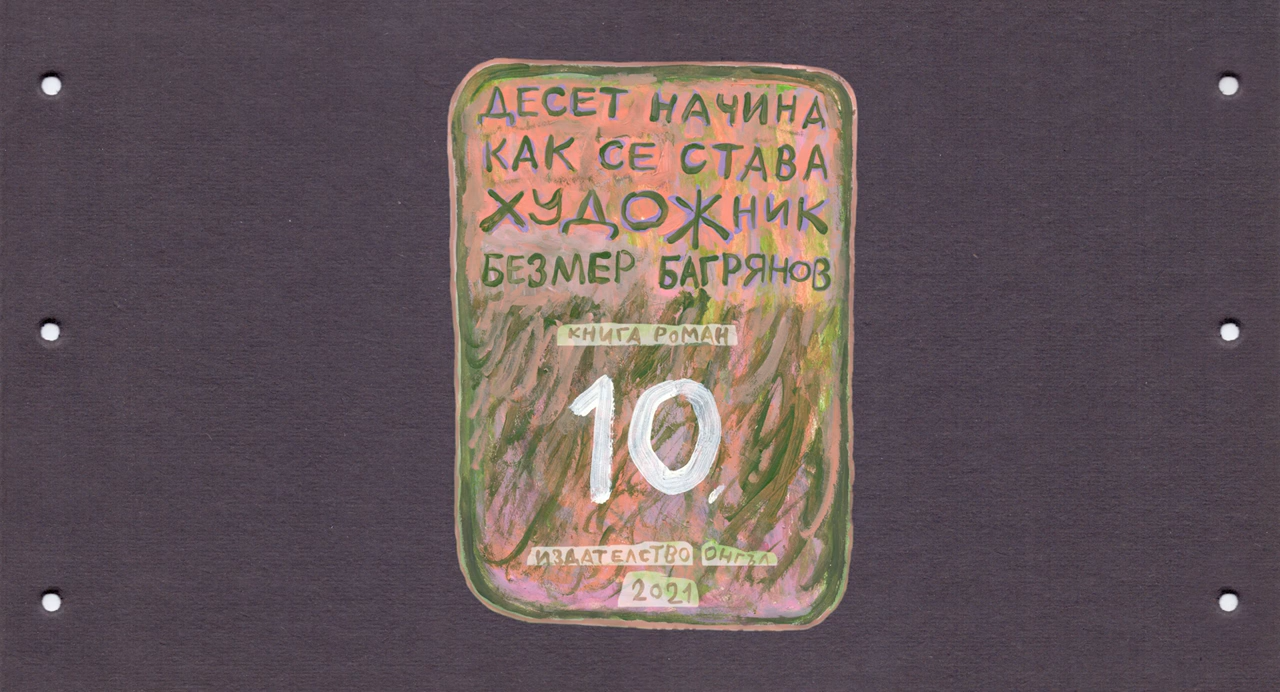 ДЕСЕТ НАЧИНА
КАК СЕ СТАВА
ХУДОЖНИК
БЕЗМЕР БАГРЯНОВ
КНИГА РОМАН
10.
ИЗДАТЕЛСТВО ОНГЪЛ
2021